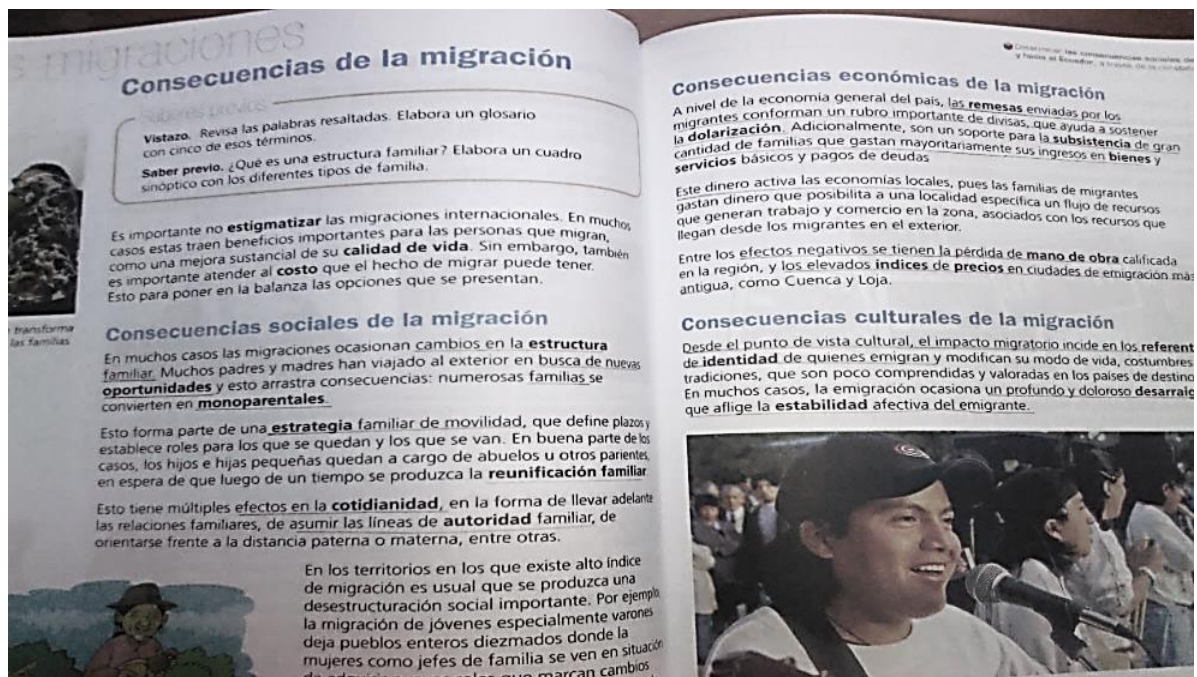 s migraciones
Consecuencias de la migración
Saberes previos
Vistazo. Revisa las palabras resaltadas. Elabora un glosario
con cinco de esos términos.
Saber previo. ¿Qué es una estructura familiar? Elabora un cuadro
sinóptico con los diferentes tipos de familia.
Es importante no estigmatizar las migraciones internacionales. En muchos
casos estas traen beneficios importantes para las personas que migran,
como una mejora sustancial de su calidad de vida. Sin embargo, también
es importante atender al costo que el hecho de migrar puede tener.
Esto para poner en la balanza las opciones que se presentan.
transforma
las familias
Consecuencias sociales de la migración
En muchos casos las migraciones ocasionan cambios en la estructura
familiar. Muchos padres y madres han viajado al exterior en busca de nuevas
oportunidades y esto arrastra consecuencias: numerosas familias se
convierten en monoparentales.
Esto forma parte de una estrategia familiar de movilidad, que define plazos y
establece roles para los que se quedan y los que se van. En buena parte de los
casos, los hijos e hijas pequeñas quedan a cargo de abuelos u otros parientes,
en espera de que luego de un tiempo se produzca la reunificación familiar.
Esto tiene múltiples efectos en la cotidianidad, en la forma de llevar adelante
las relaciones familiares, de asumir las líneas de autoridad familiar, de
orientarse frente a la distancia paterna o materna, entre otras.
En los territorios en los que existe alto índice
de migración es usual que se produzca una
desestructuración social importante. Por ejemplo,
la migración de jóvenes especialmente varones
deja pueblos enteros diezmados donde la
mujeres como jefes de familia se ven en situación
roles que marcan cambios
Determinar las consecuencias sociales de
y hacia el Ecuador, a través de la
Consecuencias económicas de la migración
A nivel de la economía general del país, las remesas enviadas por los
migrantes conforman un rubro importante de divisas, que ayuda a sostener
la dolarización. Adicionalmente, son un soporte para la subsistencia de gran
cantidad de familias que gastan mayoritariamente sus ingresos en bienes y
servicios básicos y pagos de deudas
Este dinero activa las economías locales, pues las familias de migrantes
gastan dinero que posibilita a una localidad específica un flujo de recursos
que generan trabajo y comercio en la zona, asociados con los recursos que
llegan desde los migrantes en el exterior.
Entre los efectos negativos se tienen la pérdida de mano de obra calificada
en la región, y los elevados índices de precios en ciudades de emigración más
antigua, como Cuenca y Loja.
Consecuencias culturales de la migración
Desde el punto de vista cultural, el impacto migratorio incide en los referent
de identidad de quienes emigran y modifican su modo de vida, costumbres
tradiciones, que son poco comprendidas y valoradas en los países de destino
En muchos casos, la emigración ocasiona un profundo y doloroso desarraig
que aflige la estabilidad afectiva del emigrante.